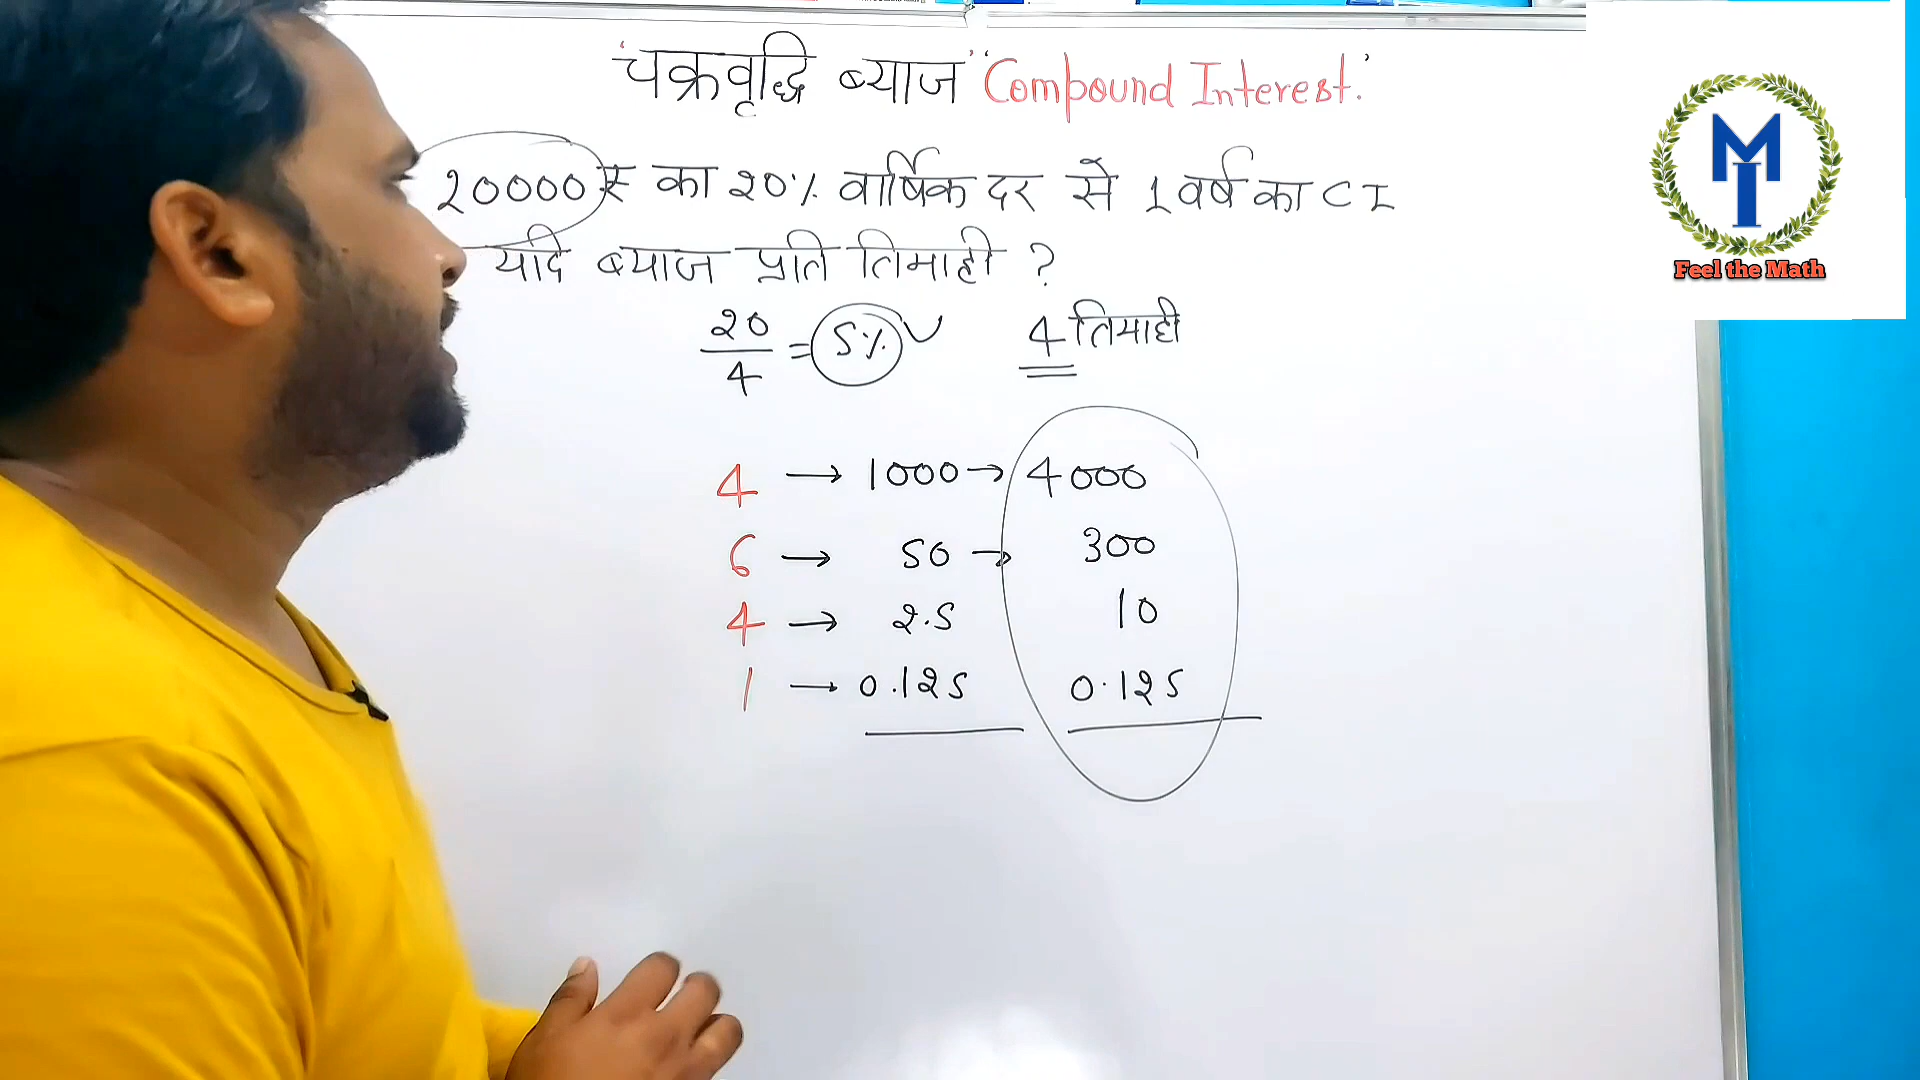 'चक्रवृद्धि ब्याज' 'Compound Interest.'
20000 ₹ का 20% वार्षिक दर से 1 वर्ष का CI
यदि ब्याज प्रति तिमाही ?
20/4 = 5% 4 तिमाही
4 → 1000 → 4000
6 → 50 → 300
4 → 2.5 10
1 → 0.125 0.125
MT
Feel the Math